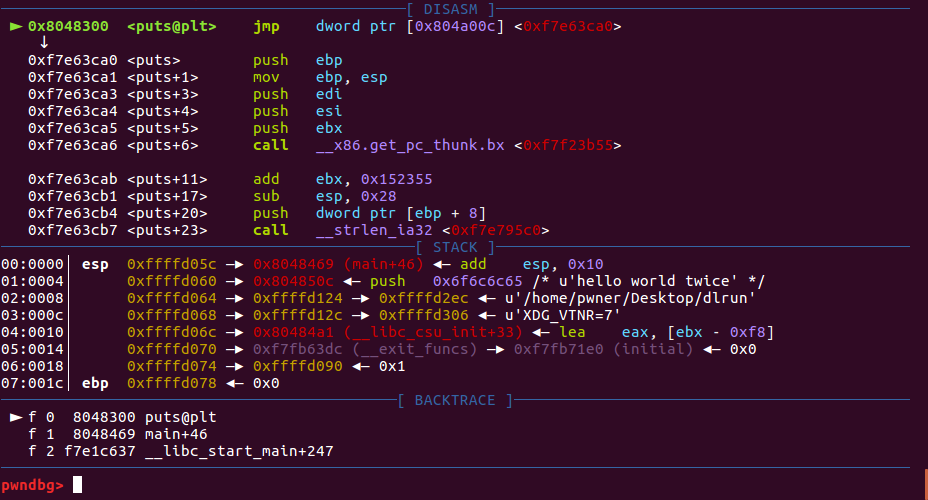 [ DISASM ]
► 0x8048300 <puts@plt> jmp dword ptr [0x804a00c] <0xf7e63ca0>
↓
0xf7e63ca0 <puts> push ebp
0xf7e63ca1 <puts+1> mov ebp, esp
0xf7e63ca3 <puts+3> push edi
0xf7e63ca4 <puts+4> push esi
0xf7e63ca5 <puts+5> push ebx
0xf7e63ca6 <puts+6> call __x86.get_pc_thunk.bx <0xf7f23b55>
0xf7e63cab <puts+11> add ebx, 0x152355
0xf7e63cb1 <puts+17> sub esp, 0x28
0xf7e63cb4 <puts+20> push dword ptr [ebp + 8]
0xf7e63cb7 <puts+23> call __strlen_ia32 <0xf7e795c0>
[ STACK ]
00:0000│ esp 0xffffd05c —▸ 0x8048469 (main+46) ◂— add esp, 0x10
01:0004│ 0xffffd060 —▸ 0x804850c ◂— push 0x6f6c6c65 /* u'hello world twice' */
02:0008│ 0xffffd064 —▸ 0xffffd124 —▸ 0xffffd2ec ◂— u'/home/pwner/Desktop/dlrun'
03:000c│ 0xffffd068 —▸ 0xffffd12c —▸ 0xffffd306 ◂— u'XDG_VTNR=7'
04:0010│ 0xffffd06c —▸ 0x80484a1 (__libc_csu_init+33) ◂— lea eax, [ebx - 0xf8]
05:0014│ 0xffffd070 —▸ 0xf7fb63dc (__exit_funcs) —▸ 0xf7fb71e0 (initial) ◂— 0x0
06:0018│ 0xffffd074 —▸ 0xffffd090 ◂— 0x1
07:001c│ ebp 0xffffd078 ◂— 0x0
[ BACKTRACE ]
► f 0 8048300 puts@plt
f 1 8048469 main+46
f 2 f7e1c637 __libc_start_main+247
pwndbg>